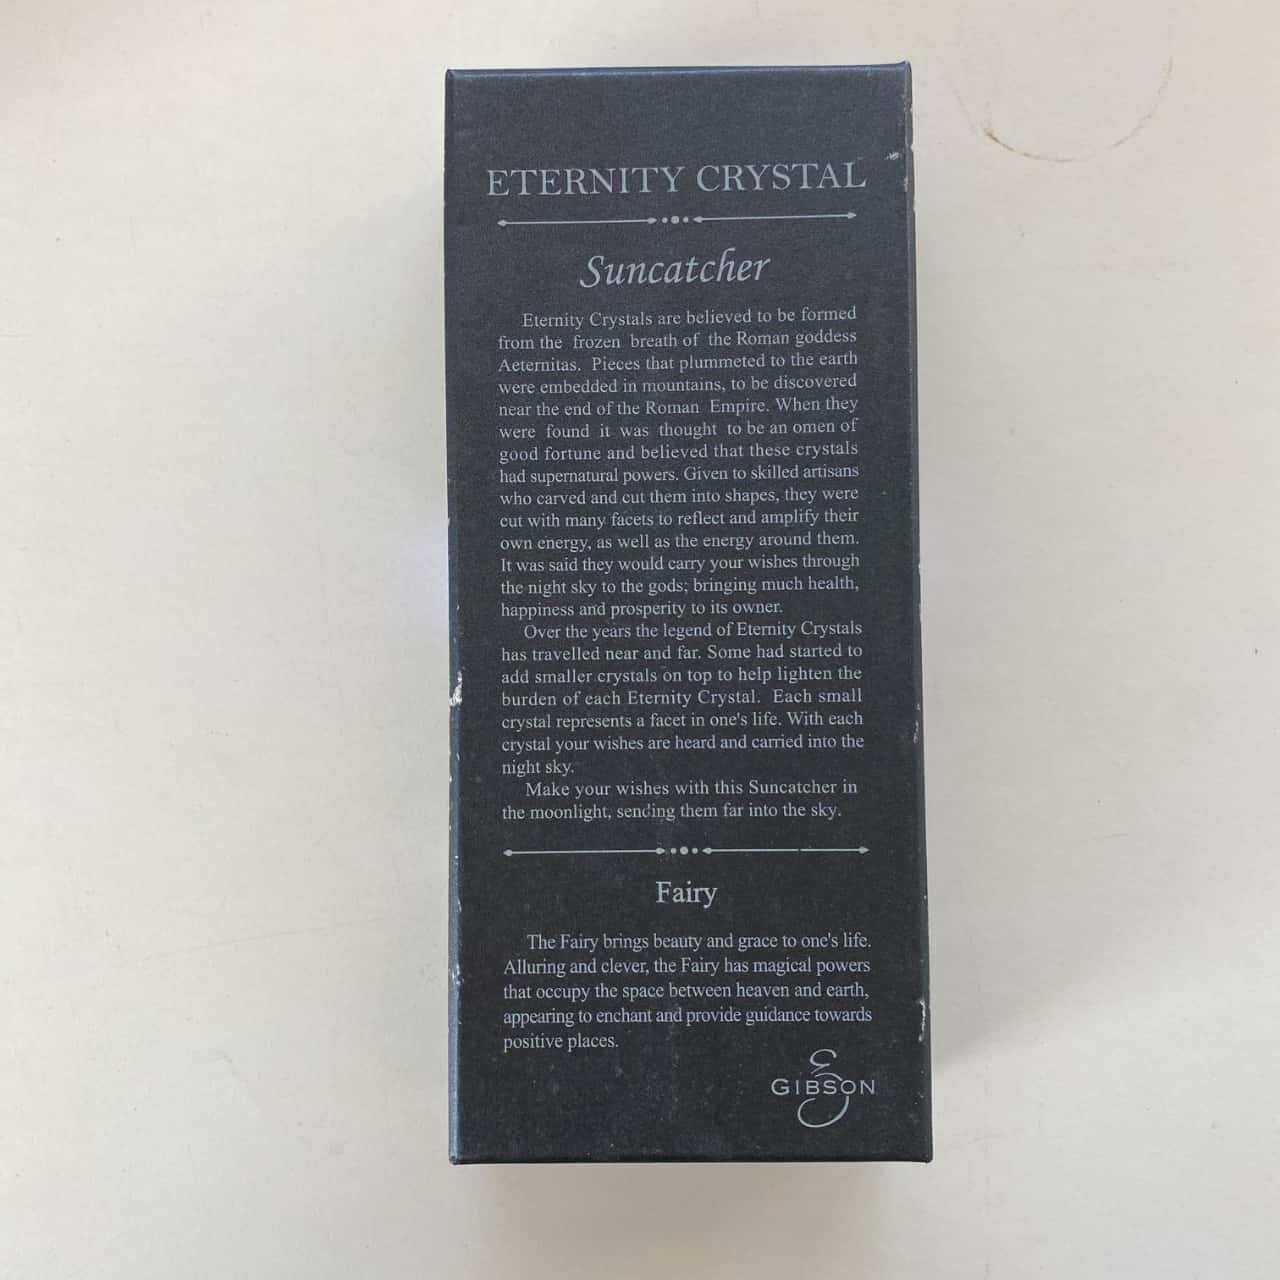 ETERNITY CRYSTAL
Suncatcher
Eternity Crystals are believed to be formed
from the frozen breath of the Roman goddess
Aeternitas. Pieces that plummeted to the earth
were embedded in mountains, to be discovered
near the end of the Roman Empire. When they
were found it was thought to be an omen of
good fortune and believed that these crystals
had supernatural powers. Given to skilled artisans
who carved and cut them into shapes, they were
cut with many facets to reflect and amplify their
own energy, as well as the energy around them.
It was said they would carry your wishes through
the night sky to the gods; bringing much health,
happiness and prosperity to its owner.
Over the years the legend of Eternity Crystals
has travelled near and far. Some had started to
add smaller crystals on top to help lighten the
burden of each Eternity Crystal. Each small
crystal represents a facet in one's life. With each
crystal your wishes are heard and carried into the
night sky.
Make your wishes with this Suncatcher in
the moonlight, sending them far into the sky.
Fairy
The Fairy brings beauty and grace to one's life.
Alluring and clever, the Fairy has magical powers
that occupy the space between heaven and earth,
appearing to enchant and provide guidance towards
positive places.
GIBSON